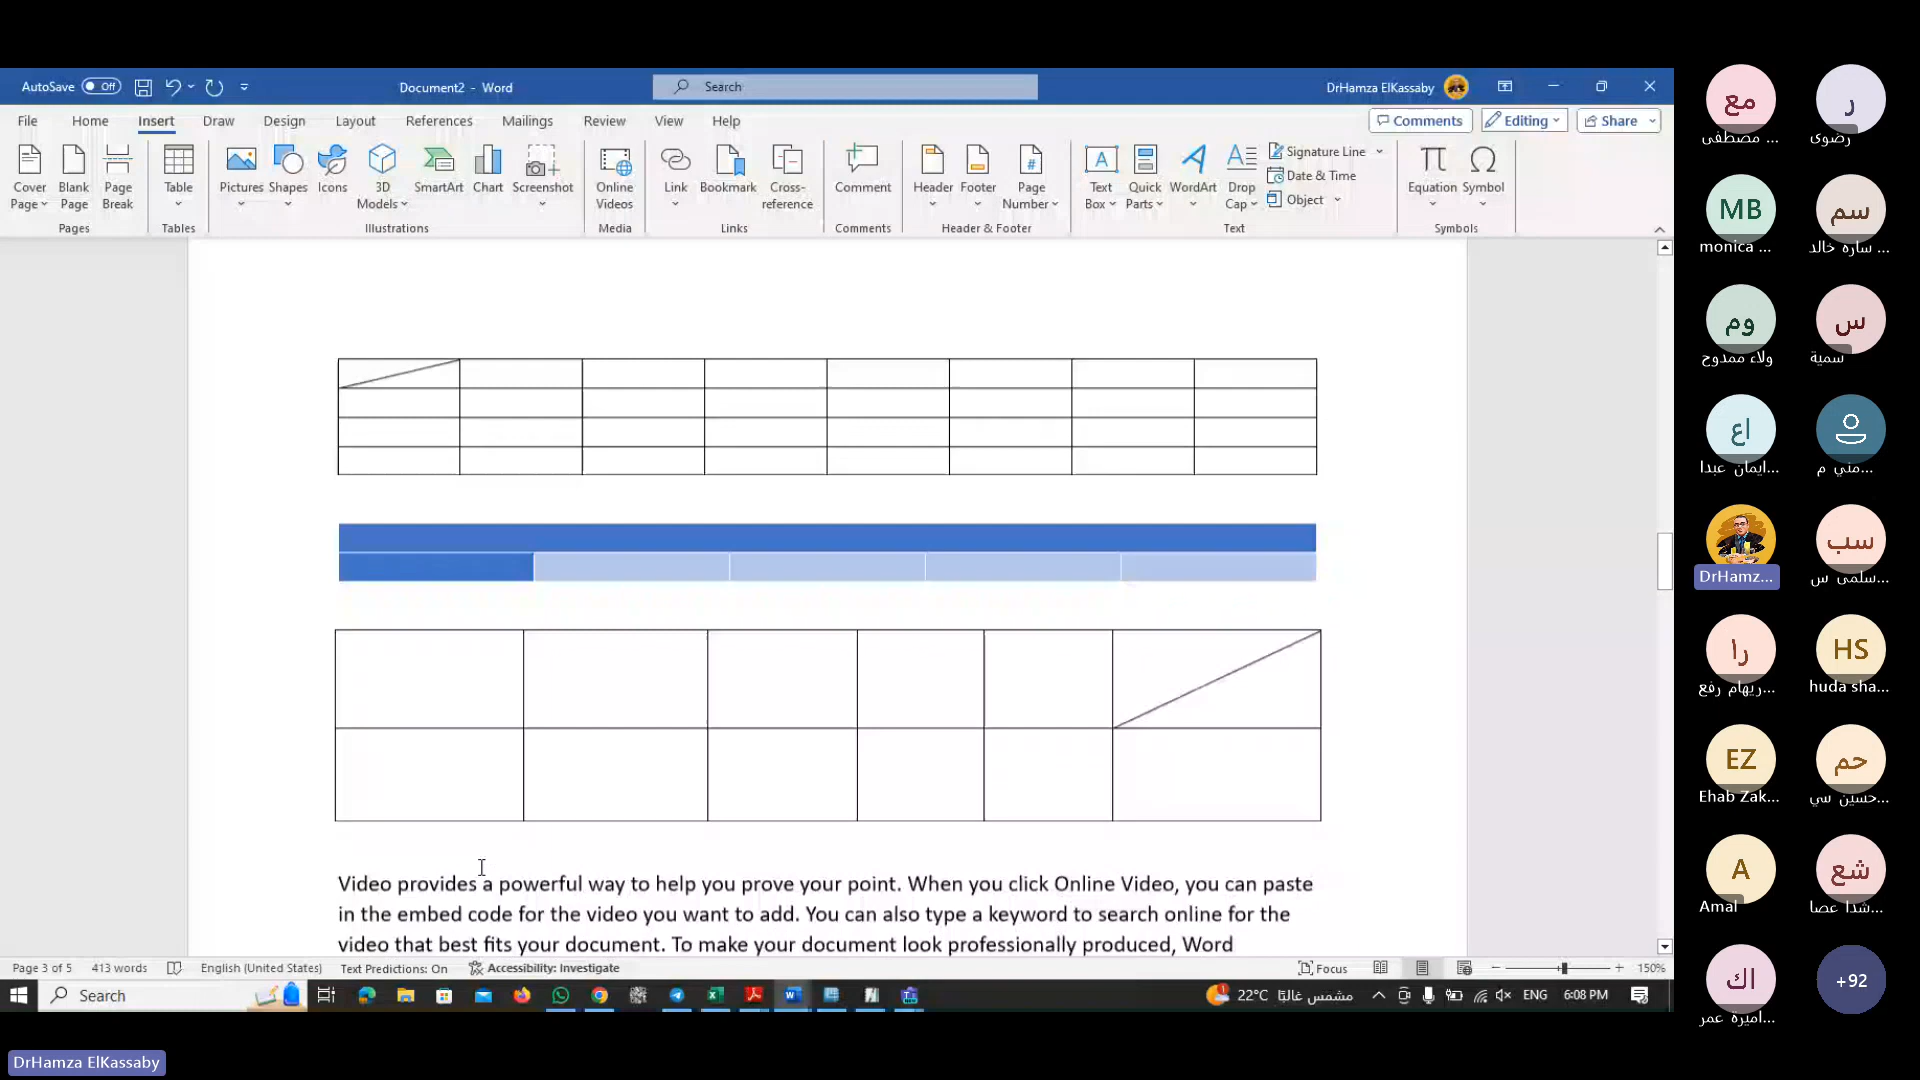 AutoSave Off Document2 - Word Search DrHamza ElKassaby
File Home Insert Draw Design Layout References Mailings Review View Help Comments Editing Share
Cover Page Blank Page Page Break Table Pictures Shapes Icons 3D Models SmartArt Chart Screenshot Online Videos Link Bookmark Cross-reference Comment Header Footer Page Number Text Box Quick Parts WordArt Drop Cap Signature Line Date & Time Object Equation Symbol
Pages Tables Illustrations Media Links Comments Header & Footer Text Symbols
Video provides a powerful way to help you prove your point. When you click Online Video, you can paste
in the embed code for the video you want to add. You can also type a keyword to search online for the
video that best fits your document. To make your document look professionally produced, Word
Page 3 of 5 413 words English (United States) Text Predictions: On Accessibility: Investigate Focus 150%
Search 22°C مشمس غالبًا ENG 6:08 PM
DrHamza ElKassaby
مع ر
مصطفى ... رضوى
MB سم
monica ... ساره خالد ...
وم س
ولاء ممدوح سمية
اع
ايمان عبدا... مني م...
سب
DrHamz... سلمى س...
را HS
ريهام رفع... huda sha...
EZ حم
Ehab Zak... حسين سي...
A شع
Amal شدا عصا...
اك +92
اميرة عمر...